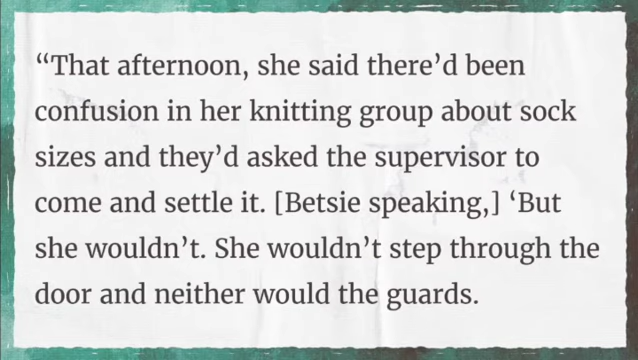 “That afternoon, she said there’d been
confusion in her knitting group about sock
sizes and they’d asked the supervisor to
come and settle it. [Betsie speaking,] ‘But
she wouldn’t. She wouldn’t step through the
door and neither would the guards.